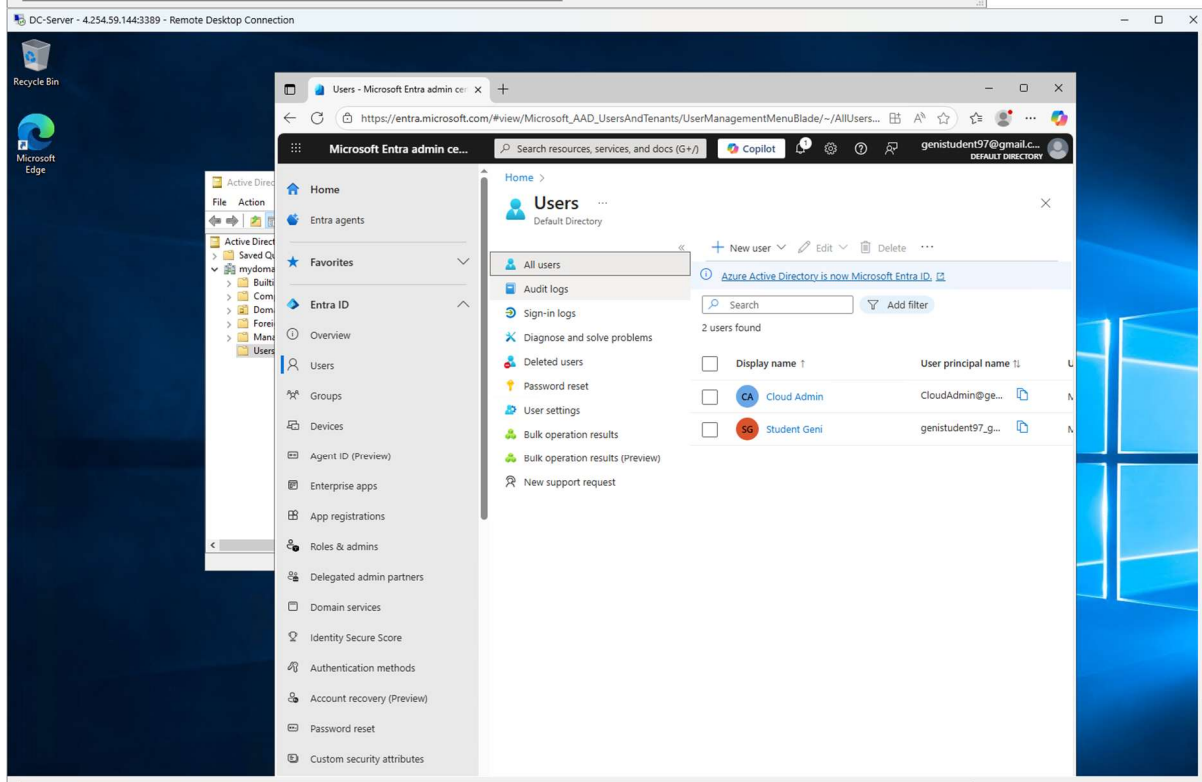 DC-Server - 4.254.59.144:3389 - Remote Desktop Connection
Recycle Bin
Microsoft
Edge
Active Direc
File Action
Active Direct
Saved Qu
mydoma
Builti
Com
Doma
Forei
Mana
Users
Users - Microsoft Entra admin cen
https://entra.microsoft.com/#view/Microsoft_AAD_UsersAndTenants/UserManagementMenuBlade/~/AllUsers...
Microsoft Entra admin ce...
Search resources, services, and docs (G+/)
Copilot
1
genistudent97@gmail.c...
DEFAULT DIRECTORY
Home
Entra agents
Favorites
Entra ID
Overview
Users
Groups
Devices
Agent ID (Preview)
Enterprise apps
App registrations
Roles & admins
Delegated admin partners
Domain services
Identity Secure Score
Authentication methods
Account recovery (Preview)
Password reset
Custom security attributes
Home >
Users ...
Default Directory
All users
Audit logs
Sign-in logs
Diagnose and solve problems
Deleted users
Password reset
User settings
Bulk operation results
Bulk operation results (Preview)
New support request
New user Edit Delete ...
Azure Active Directory is now Microsoft Entra ID.
Search Add filter
2 users found
Display name ↑ User principal name ↑↓
CA Cloud Admin CloudAdmin@ge...
SG Student Geni genistudent97_g...